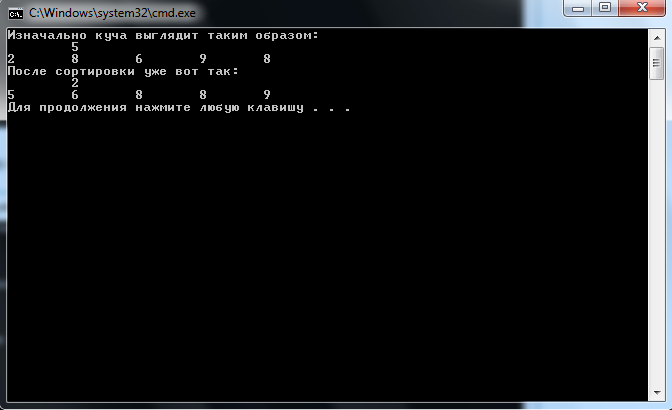 C:\Windows\system32\cmd.exe
Изначально куча выглядит таким образом:
5
2 8 6 9 8
После сортировки уже вот так:
2
5 6 8 8 9
Для продолжения нажмите любую клавишу . . .